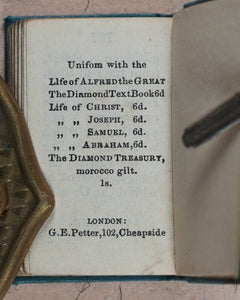 Unifom with the
Life of ALFRED the GREAT
The Diamond Text Book 6d
Life of CHRIST, 6d.
„ „ JOSEPH, 6d.
„ „ SAMUEL, 6d.
„ „ ABRAHAM, 6d.
The DIAMOND TREASURY,
morocco gilt.
1s.
LONDON:
G.E.Petter,102,Cheapside